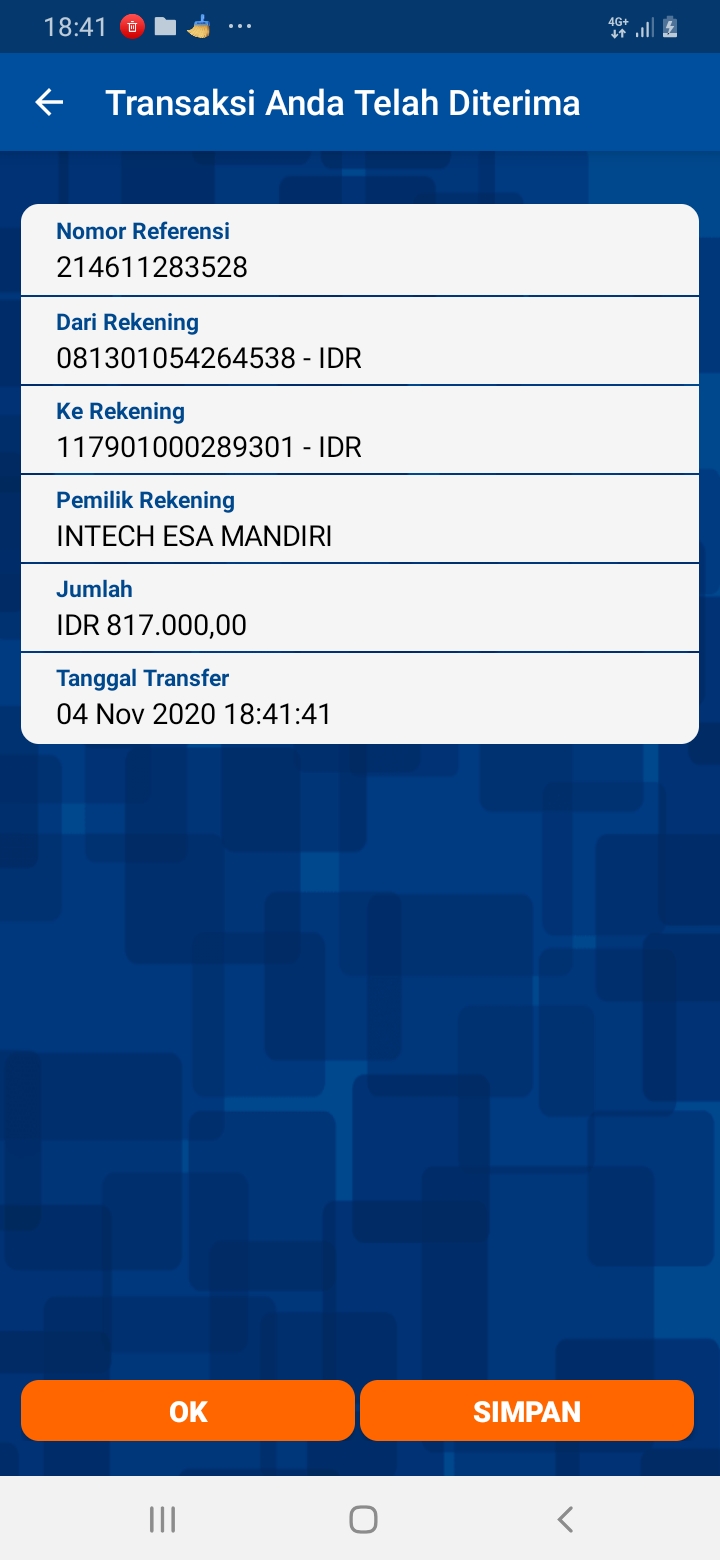 18:41
4G+
Transaksi Anda Telah Diterima
Nomor Referensi
214611283528
Dari Rekening
081301054264538 - IDR
Ke Rekening
117901000289301 - IDR
Pemilik Rekening
INTECH ESA MANDIRI
Jumlah
IDR 817.000,00
Tanggal Transfer
04 Nov 2020 18:41:41
OK
SIMPAN